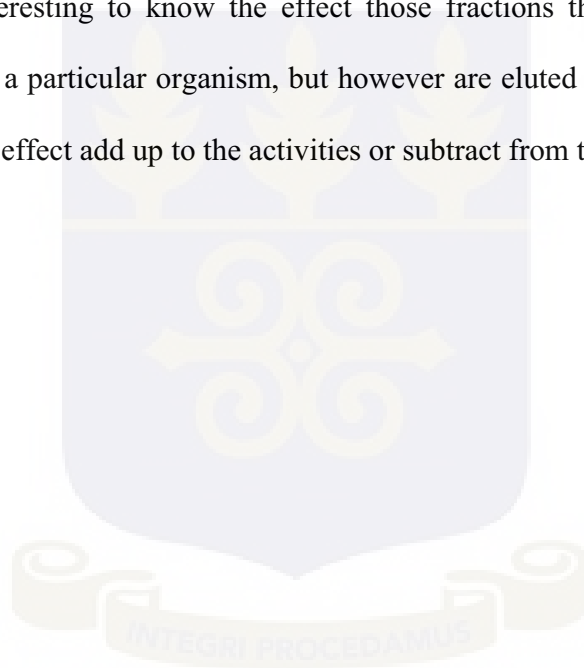 eresting to know the effect those fractions th
a particular organism, but however are eluted
effect add up to the activities or subtract from t
INTEGRI PROCEDAMUS